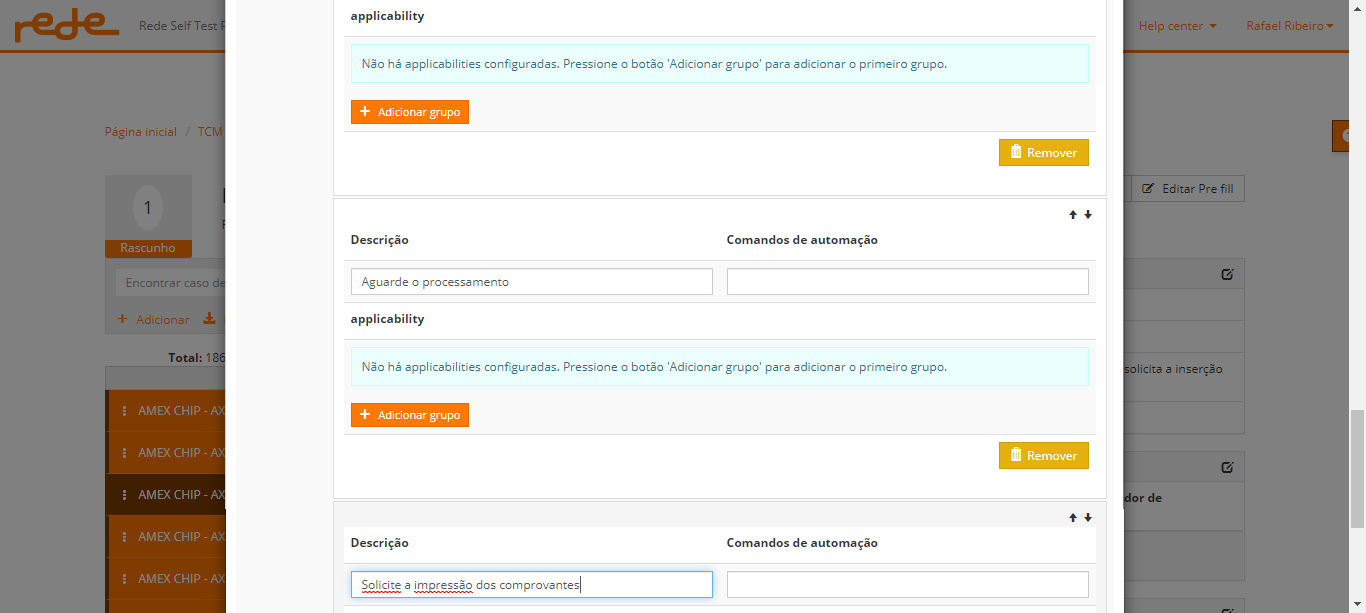 rede
Rede Self Test
Help center
Rafael Ribeiro
Página inicial / TCM
1
Rascunho
Editar Pre fill
Encontrar caso de
Adicionar
Total: 186
AMEX CHIP - AX
AMEX CHIP - AX
AMEX CHIP - AX
AMEX CHIP - AX
AMEX CHIP - AX
solicita a inserção
dor de
applicability
Não há applicabilities configuradas. Pressione o botão 'Adicionar grupo' para adicionar o primeiro grupo.
+ Adicionar grupo
Remover
Descrição Comandos de automação
Aguarde o processamento
applicability
Não há applicabilities configuradas. Pressione o botão 'Adicionar grupo' para adicionar o primeiro grupo.
+ Adicionar grupo
Remover
Descrição Comandos de automação
Solicite a impressão dos comprovantes